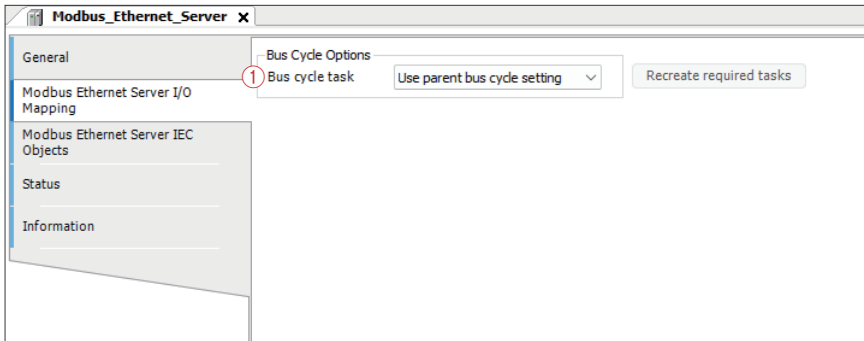 Modbus_Ethernet_Server X
General
Modbus Ethernet Server I/O
Mapping
Modbus Ethernet Server IEC
Objects
Status
Information
Bus Cycle Options
1 Bus cycle task Use parent bus cycle setting Recreate required tasks